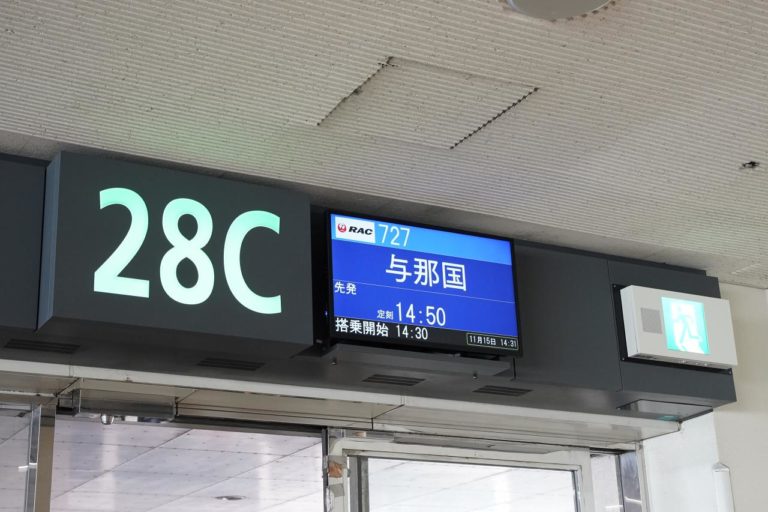 28C
RAC 727
与那国
先発
定刻 14:50
搭乗開始 14:30
11月15日 14:31